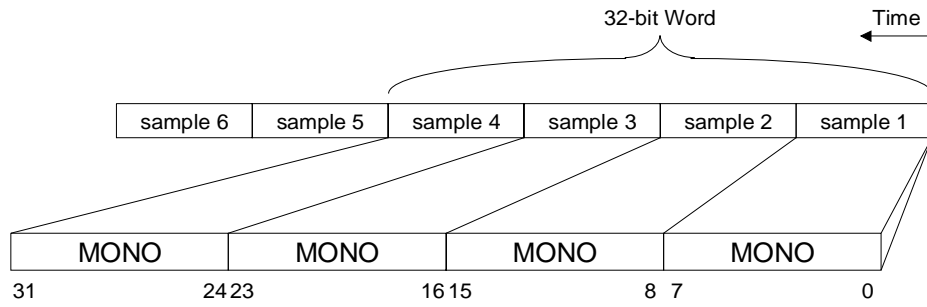 32-bit Word
Time
sample 6 sample 5 sample 4 sample 3 sample 2 sample 1
MONO MONO MONO MONO
31 24 23 16 15 8 7 0